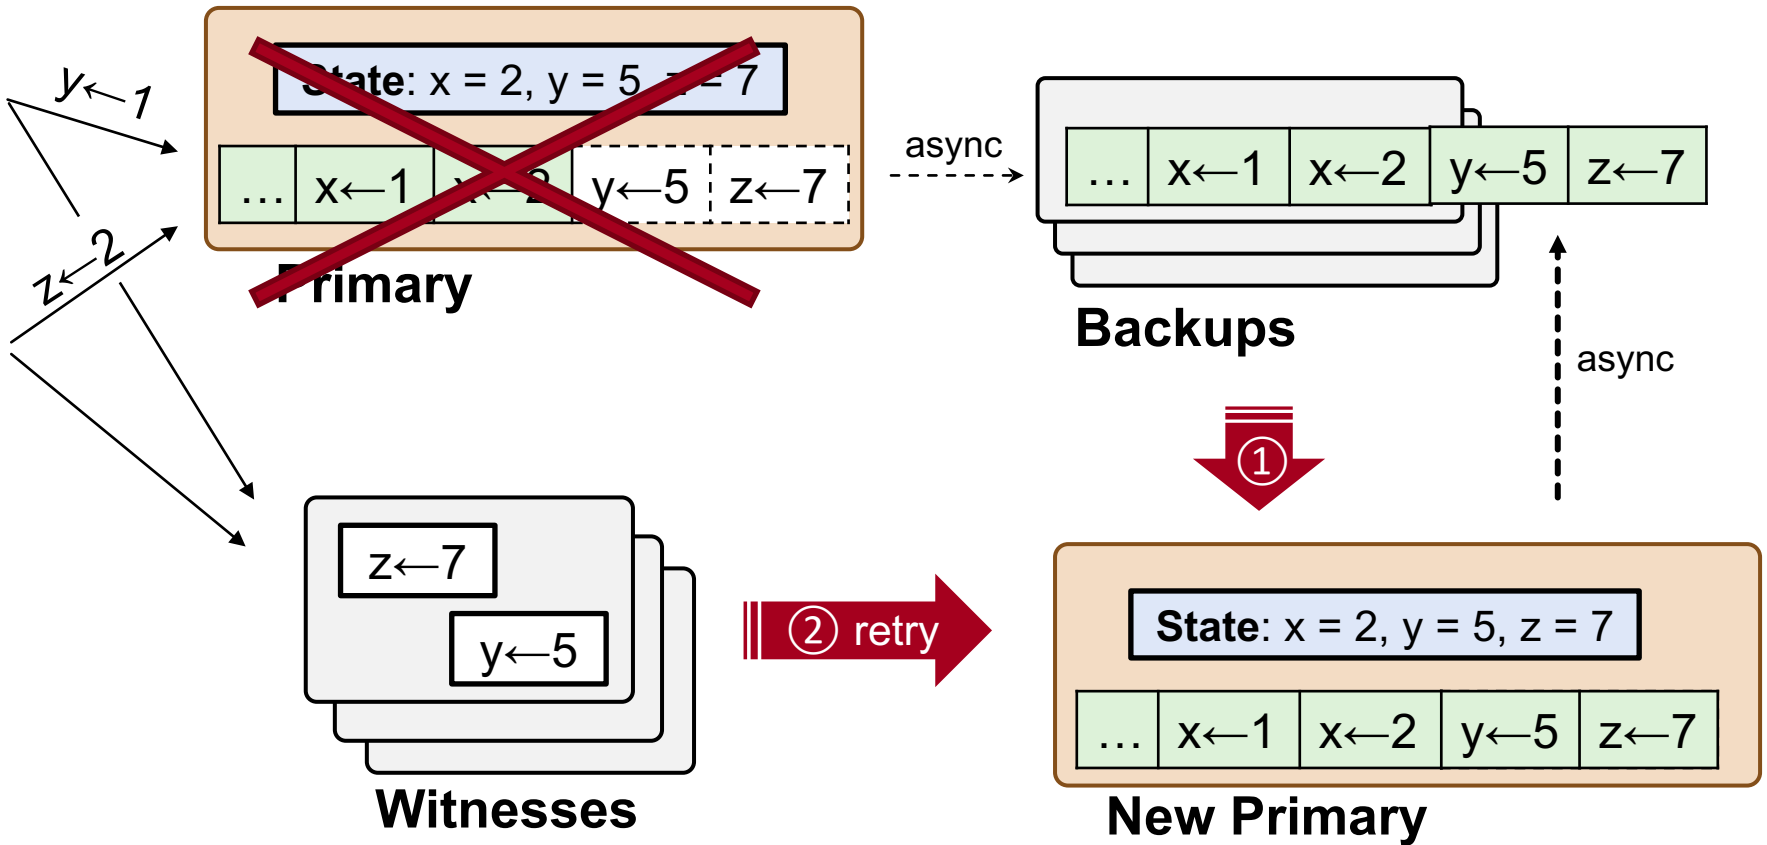 y←1
State: x = 2, y = 5, z = 7
… x←1 x←2 y←5 z←7
Primary
z←2
async
… x←1 x←2 y←5 z←7
Backups
async
①
z←7
y←5
Witnesses
② retry
State: x = 2, y = 5, z = 7
… x←1 x←2 y←5 z←7
New Primary